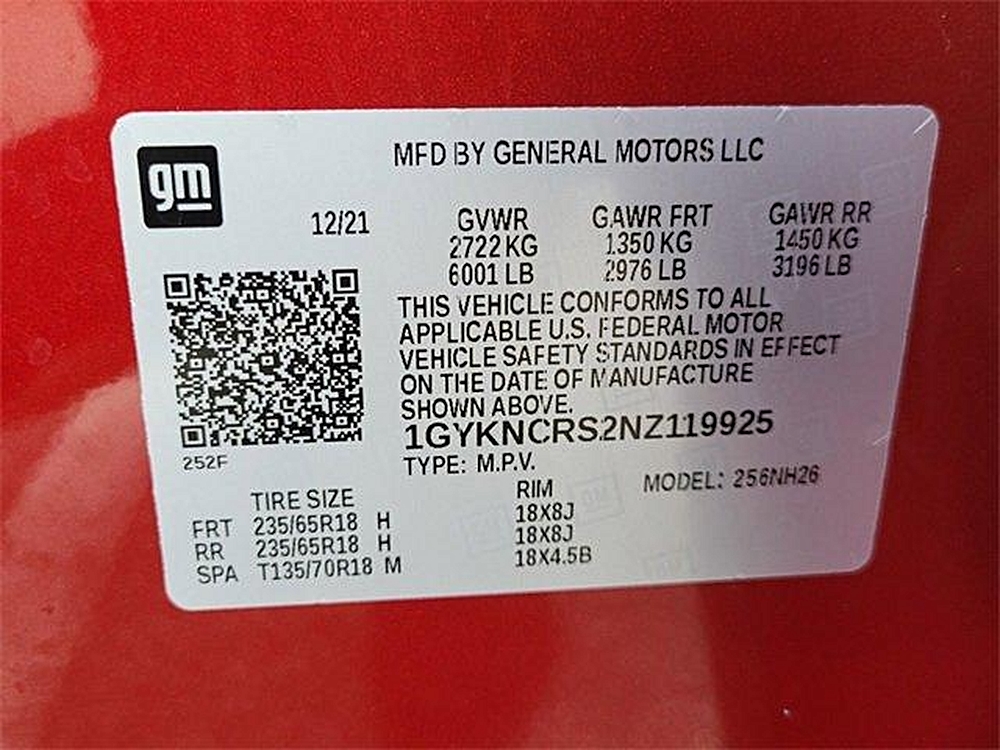 gm
MFD BY GENERAL MOTORS LLC
12/21 GVWR GAWR FRT GAWR RR
2722 KG 1350 KG 1450 KG
6001 LB 2976 LB 3196 LB
THIS VEHICLE CONFORMS TO ALL
APPLICABLE U.S. FEDERAL MOTOR
VEHICLE SAFETY STANDARDS IN EFFECT
ON THE DATE OF MANUFACTURE
SHOWN ABOVE.
1GYKNCRS2NZ119925
252F
TYPE: M.P.V. MODEL: 256NH26
TIRE SIZE RIM
FRT 235/65R18 H 18X8J
RR 235/65R18 H 18X8J
SPA T135/70R18 M 18X4.5B